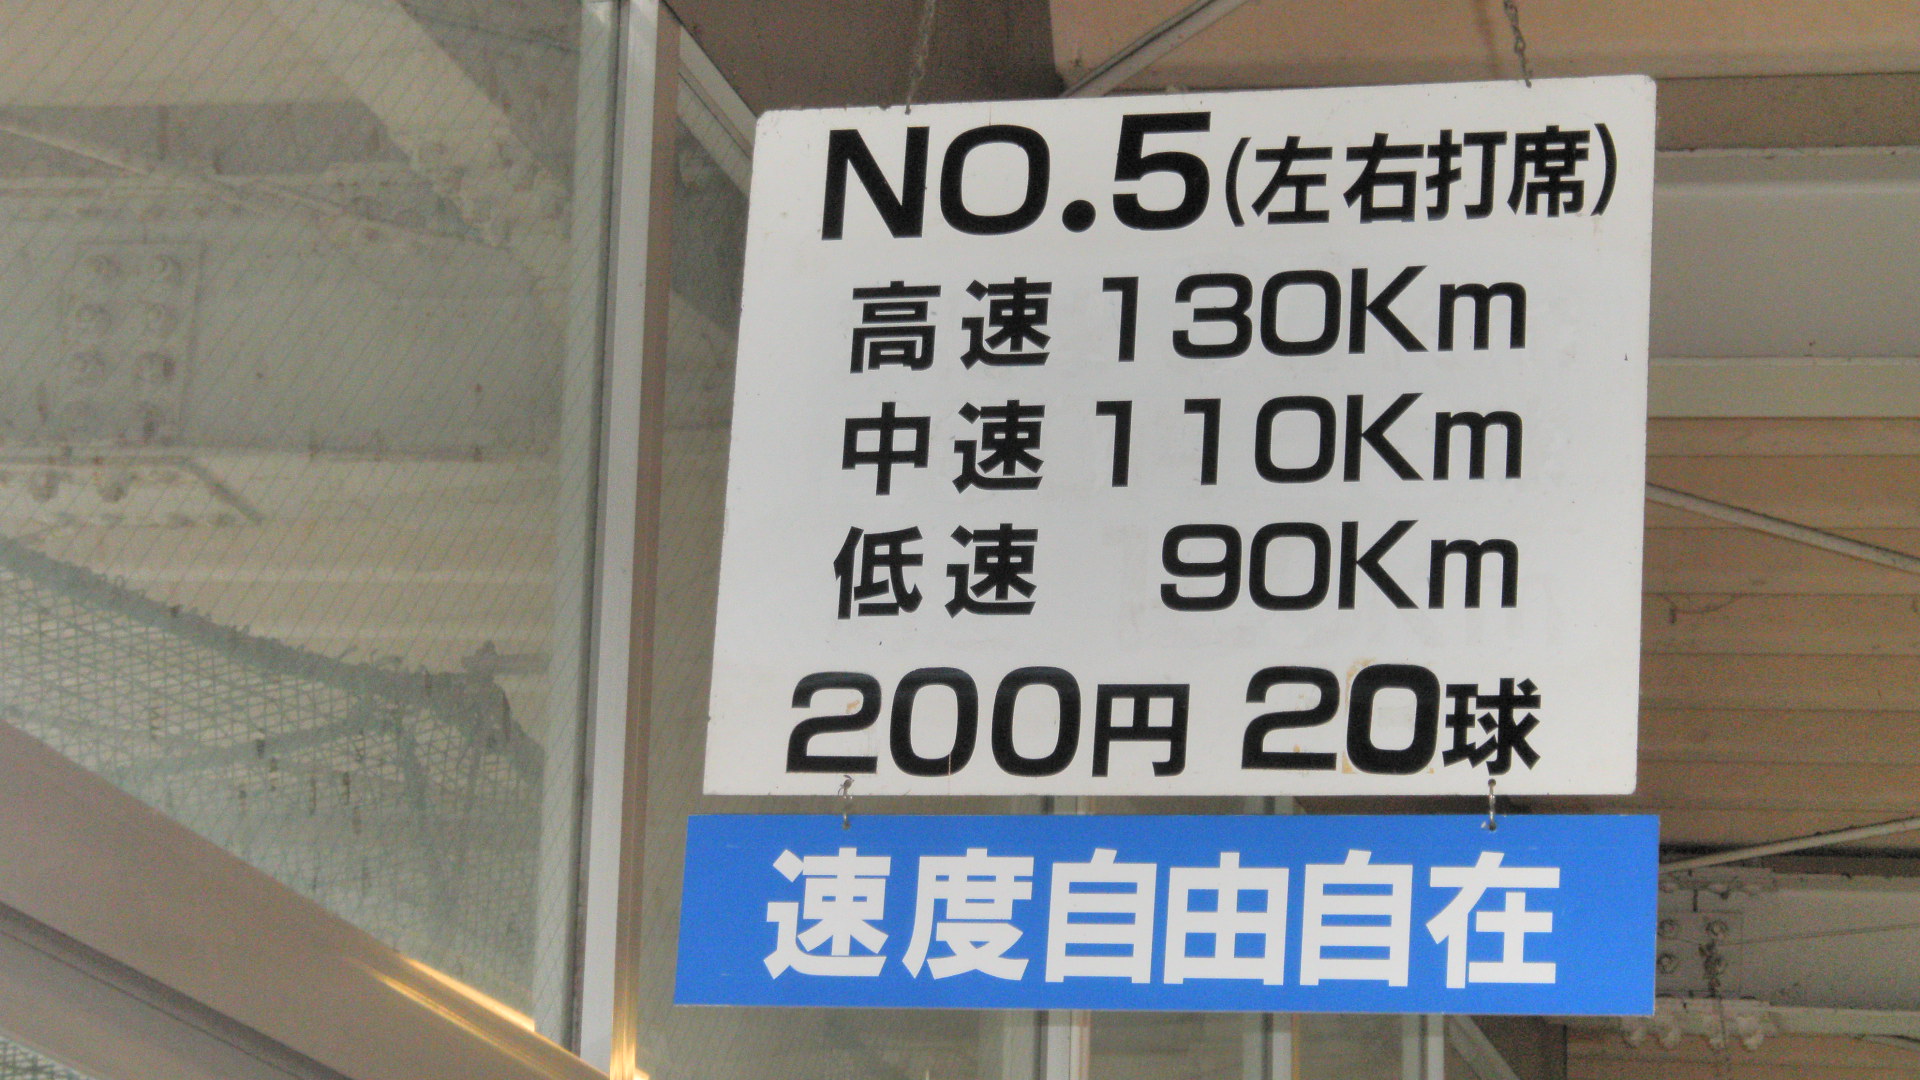 NO.5(左右打席)
高速 130Km
中速 110Km
低速 90Km
200円 20球
速度自由自在